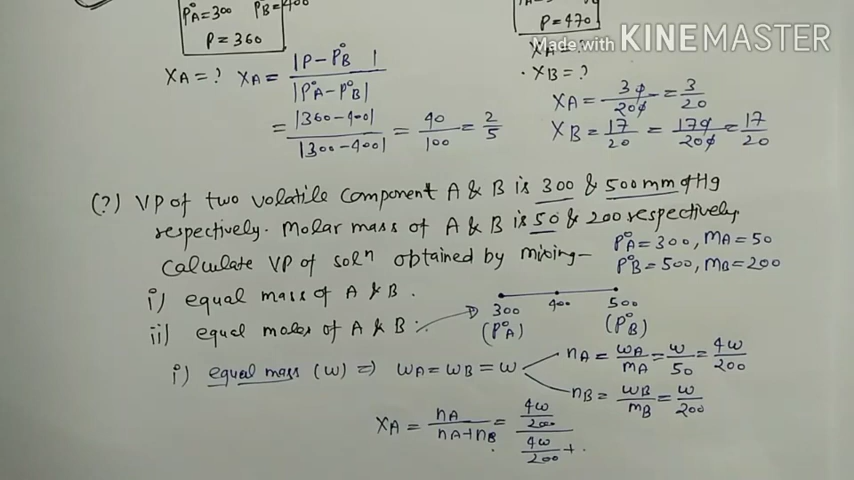 P°A=300 P°B=400
P=360
P=470
Made with KINEMASTER
XA=?
XA=? XA = |P-P°B| / |P°A-P°B|
XB=?
= |360-400| / |300-400| = 40/100 = 2/5
XA = 30/200 = 3/20
XB = 17/20 = 170/200 = 17/20
(?) VP of two volatile component A & B is 300 & 500 mm of Hg
respectively. Molar mass of A & B is 50 & 200 respectively.
P°A=300, MA=50
Calculate VP of solⁿ obtained by mixing-
P°B=500, MB=200
i) equal mass of A & B.
300 400 500
ii) equal moles of A & B:
(P°A) (P°B)
i) equal mass (w) => wA=wB=w
nA = wA/mA = w/50 = 4w/200
nB = wB/mB = w/200
XA = nA/nA+nB = 4w/200 / 4w/200 + .